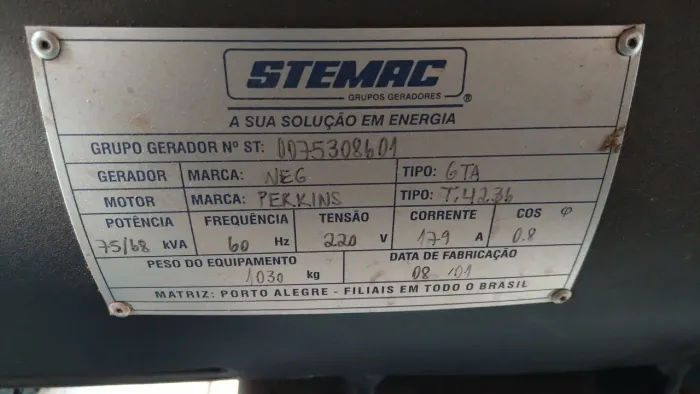 STEMAC
GRUPOS GERADORES ®
A SUA SOLUÇÃO EM ENERGIA
GRUPO GERADOR Nº ST: 0075308601
GERADOR MARCA: NEG TIPO: GTA
MOTOR MARCA: PERKINS TIPO: T.4236
POTÊNCIA FREQUÊNCIA TENSÃO CORRENTE COS φ
75/68 kVA 60 Hz 220 V 179 A 0.8
PESO DO EQUIPAMENTO DATA DE FABRICAÇÃO
1030 kg 08/01
MATRIZ: PORTO ALEGRE - FILIAIS EM TODO O BRASIL